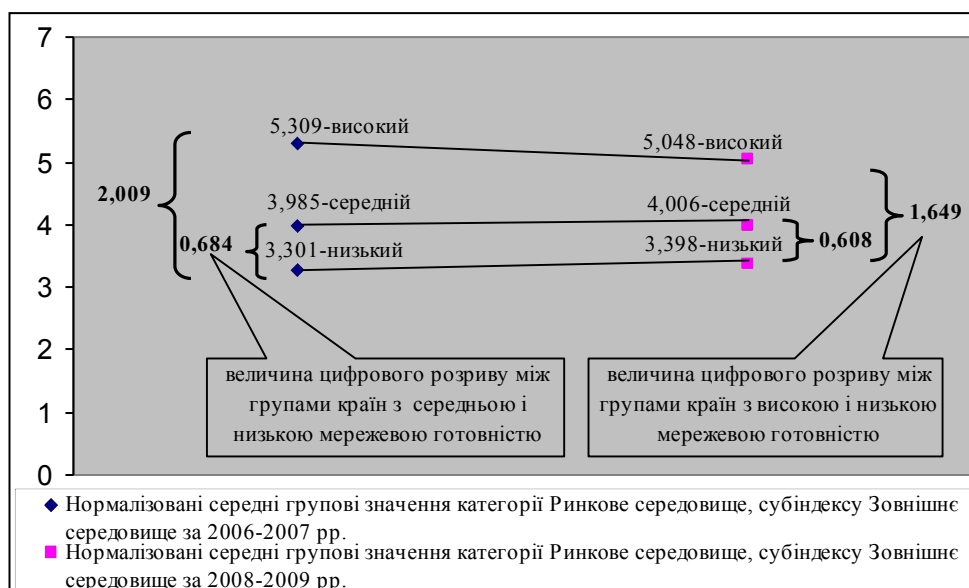 7
6
5
4
3
2
1
0
5,309-високий
5,048-високий
2,009
3,985-середній
4,006-середній
1,649
0,684
3,301-низький
3,398-низький
0,608
величина цифрового розриву між
групами країн з середньою і
низькою мережевою готовністю
величина цифрового розриву між
групами країн з високою і низькою
мережевою готовністю
Нормалізовані середні групові значення категорії Ринкове середовище, субіндексу Зовнішнє
середовище за 2006-2007 рр.
Нормалізовані середні групові значення категорії Ринкове середовище, субіндексу Зовнішнє
середовище за 2008-2009 рр.